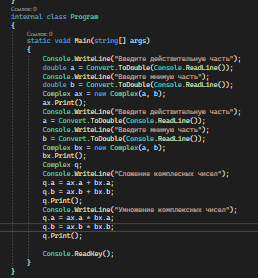 }
Ссылок: 0
internal class Program
{
Ссылок: 0
static void Main(string[] args)
{
Console.WriteLine("Введите действительную часть");
double a = Convert.ToDouble(Console.ReadLine());
Console.WriteLine("Введите мнимую часть");
double b = Convert.ToDouble(Console.ReadLine());
Complex ax = new Complex(a, b);
ax.Print();
Console.WriteLine("Введите действительную часть");
a = Convert.ToDouble(Console.ReadLine());
Console.WriteLine("Введите мнимую часть");
b = Convert.ToDouble(Console.ReadLine());
Complex bx = new Complex(a, b);
bx.Print();
Complex q;
Console.WriteLine("Сложение комплесных чисел");
q.a = ax.a + bx.a;
q.b = ax.b + bx.b;
q.Print();
Console.WriteLine("Умножение комплексных чисел");
q.a = ax.a * bx.a;
q.b = ax.b * bx.b;
q.Print();
Console.ReadKey();
}
}